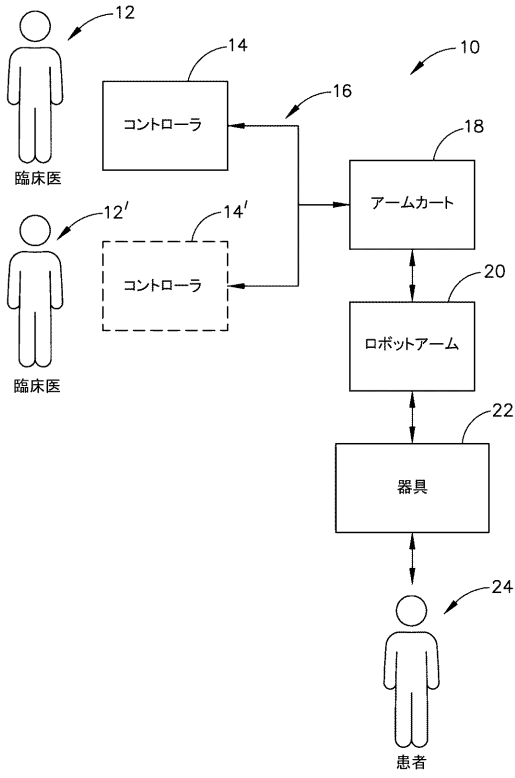 12
14
10
コントローラ
16
臨床医
18
アームカート
12′
14′
コントローラ
20
ロボットアーム
臨床医
22
器具
24
患者